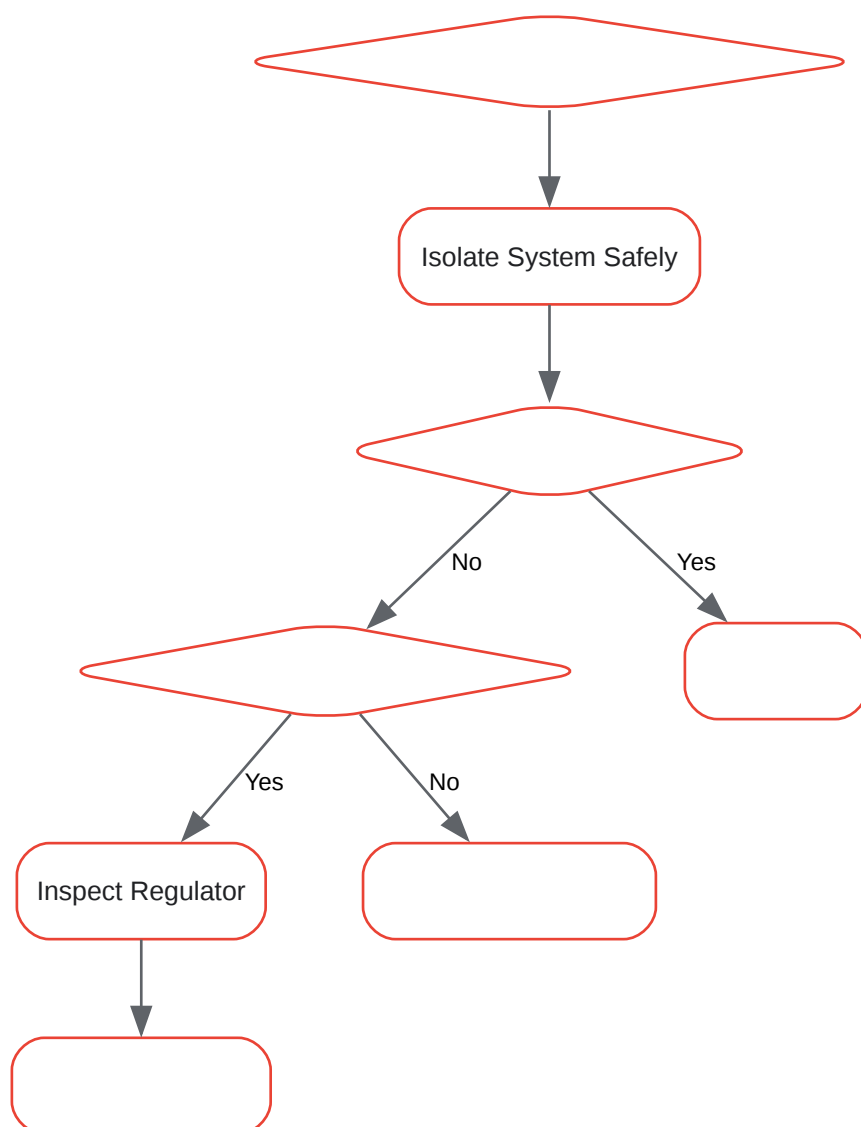 Isolate System Safely
No
Yes
Yes
No
Inspect Regulator